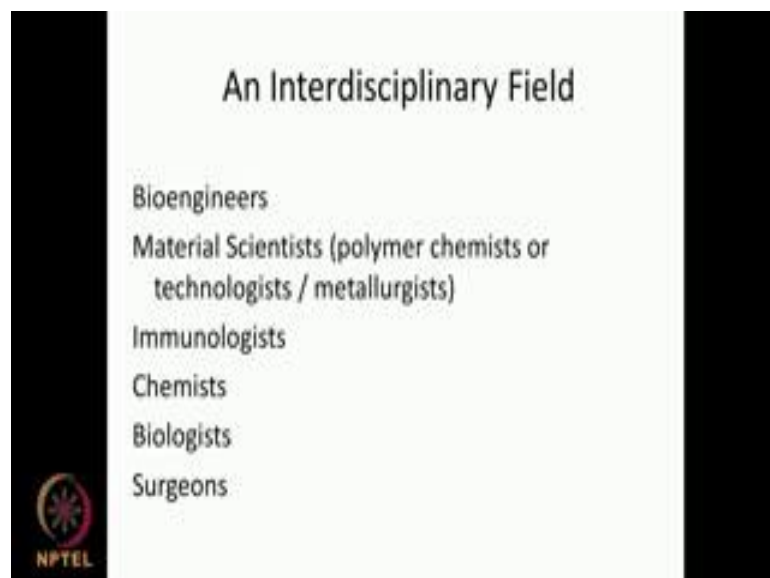 An Interdisciplinary Field
Bioengineers
Material Scientists (polymer chemists or
technologists / metallurgists)
Immunologists
Chemists
Biologists
Surgeons
NPTEL